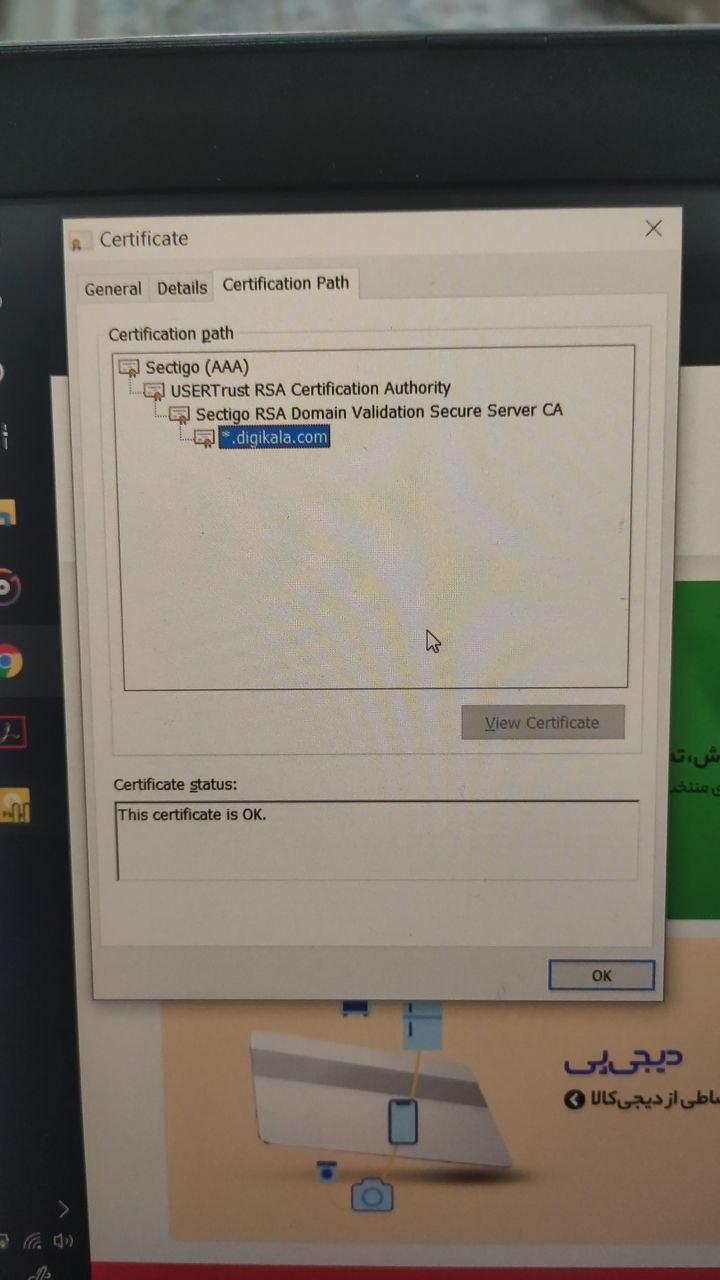 Certificate
General
Details
Certification Path
Certification path
Sectigo (AAA)
USERTrust RSA Certification Authority
Sectigo RSA Domain Validation Secure Server CA
*.digikala.com
View Certificate
Certificate status:
This certificate is OK.
OK
دیجی‌پی
از دیجی‌کالا